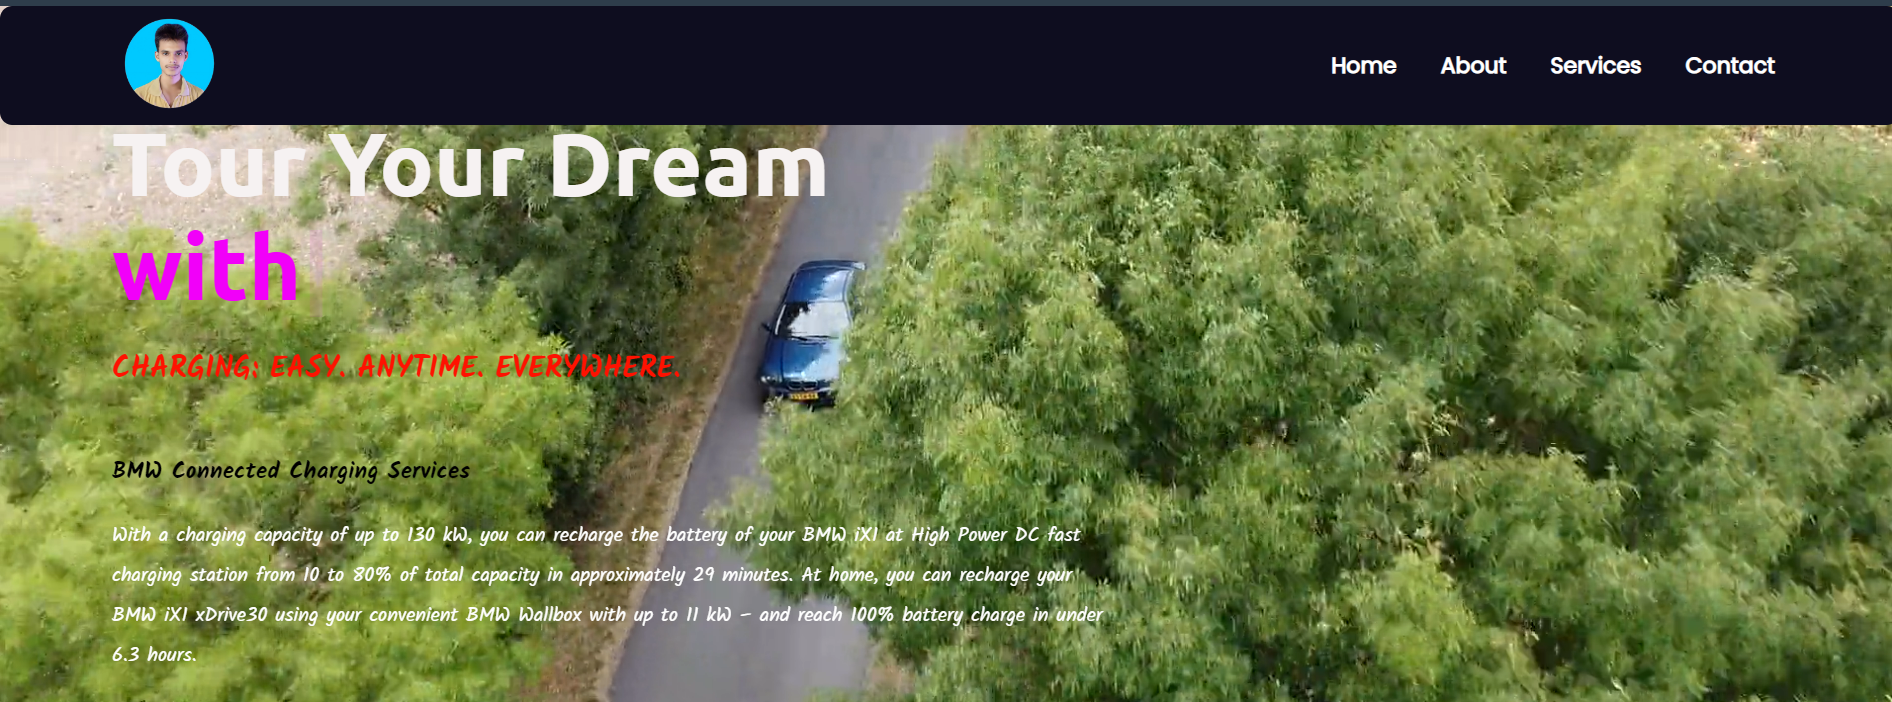 Home About Services Contact
Tour Your Dream
with
CHARGING: EASY. ANYTIME. EVERYWHERE.
BMW Connected Charging Services
With a charging capacity of up to 130 kW, you can recharge the battery of your BMW iX1 at High Power DC fast
charging station from 10 to 80% of total capacity in approximately 29 minutes. At home, you can recharge your
BMW iX1 xDrive30 using your convenient BMW Wallbox with up to 11 kW – and reach 100% battery charge in under
6.3 hours.